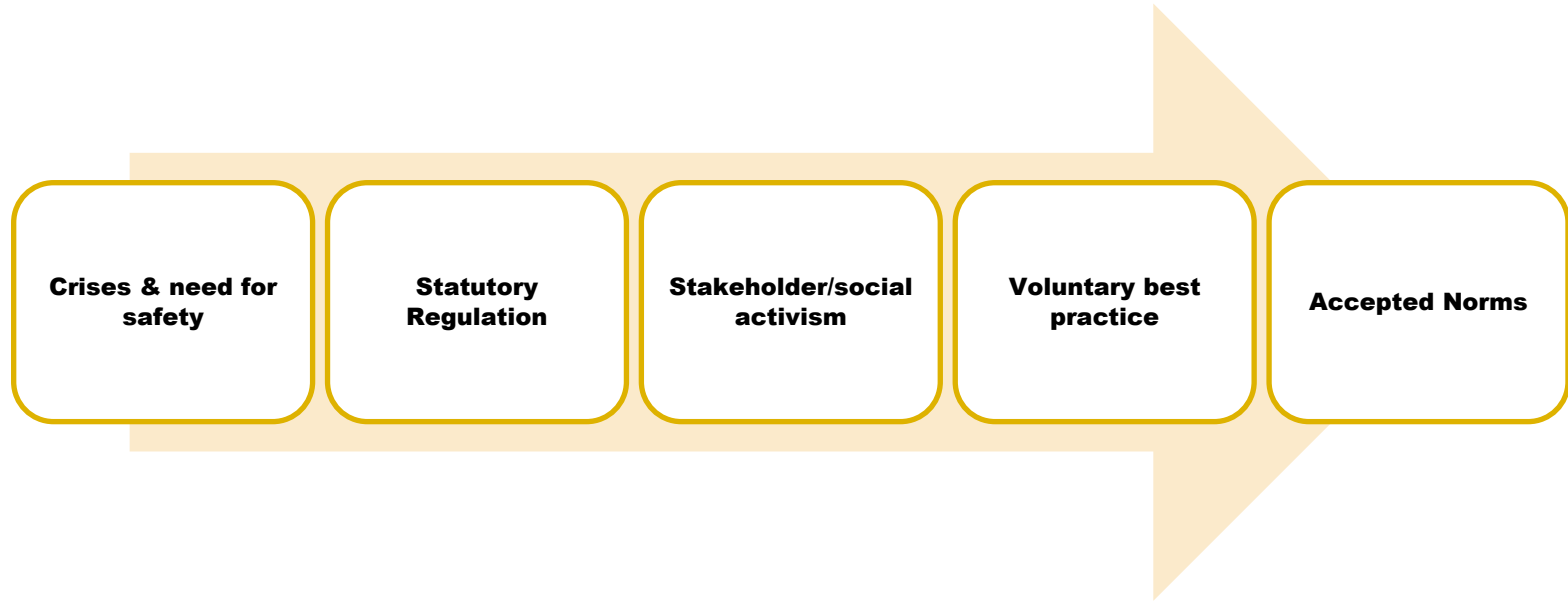 Crises & need for
safety
Statutory
Regulation
Stakeholder/social
activism
Voluntary best
practice
Accepted Norms